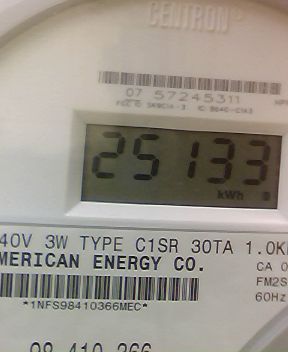 CENTRON®
07 57245311
25133
kWh
40V 3W TYPE C1SR 30TA 1.0K
MERICAN ENERGY CO.
CA 0
FM2S
60Hz
*1NFS98410366MEC*
98 410 366